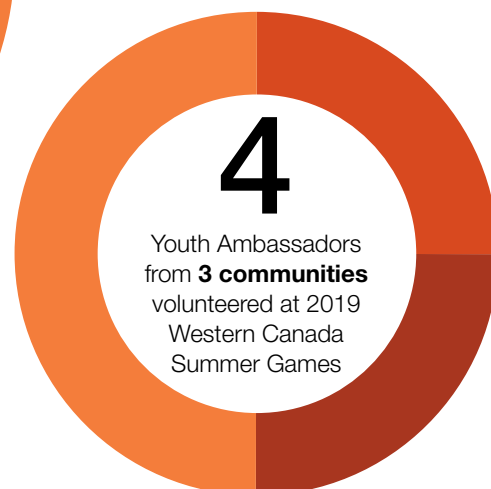 4
Youth Ambassadors
from 3 communities
volunteered at 2019
Western Canada
Summer Games